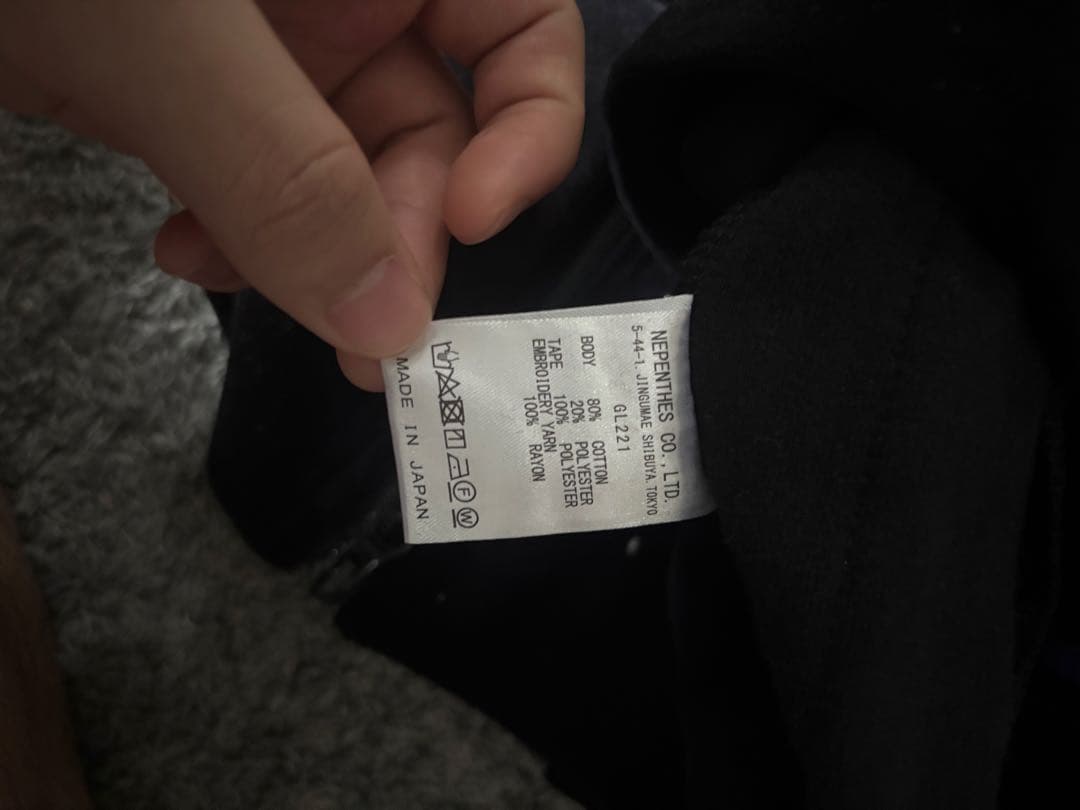 NEPENTHES CO.,LTD.
5-44-1, JINGUMAE SHIBUYA, TOKYO
GL221
BODY 80% COTTON
20% POLYESTER
TAPE 100% POLYESTER
EMBROIDERY YARN
100% RAYON
F W
MADE IN JAPAN